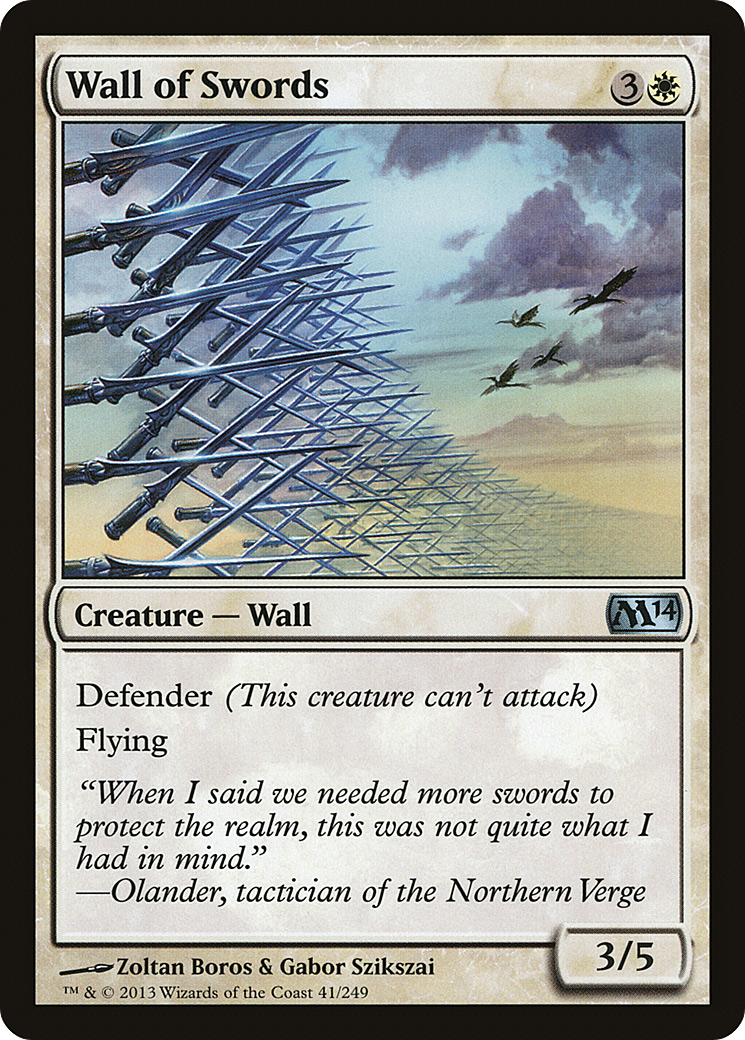 Wall of Swords 3
Creature — Wall M14
Defender (This creature can't attack)
Flying
“When I said we needed more swords to
protect the realm, this was not quite what I
had in mind.”
—Olander, tactician of the Northern Verge
3/5
Zoltan Boros & Gabor Szikszai
™ & © 2013 Wizards of the Coast 41/249